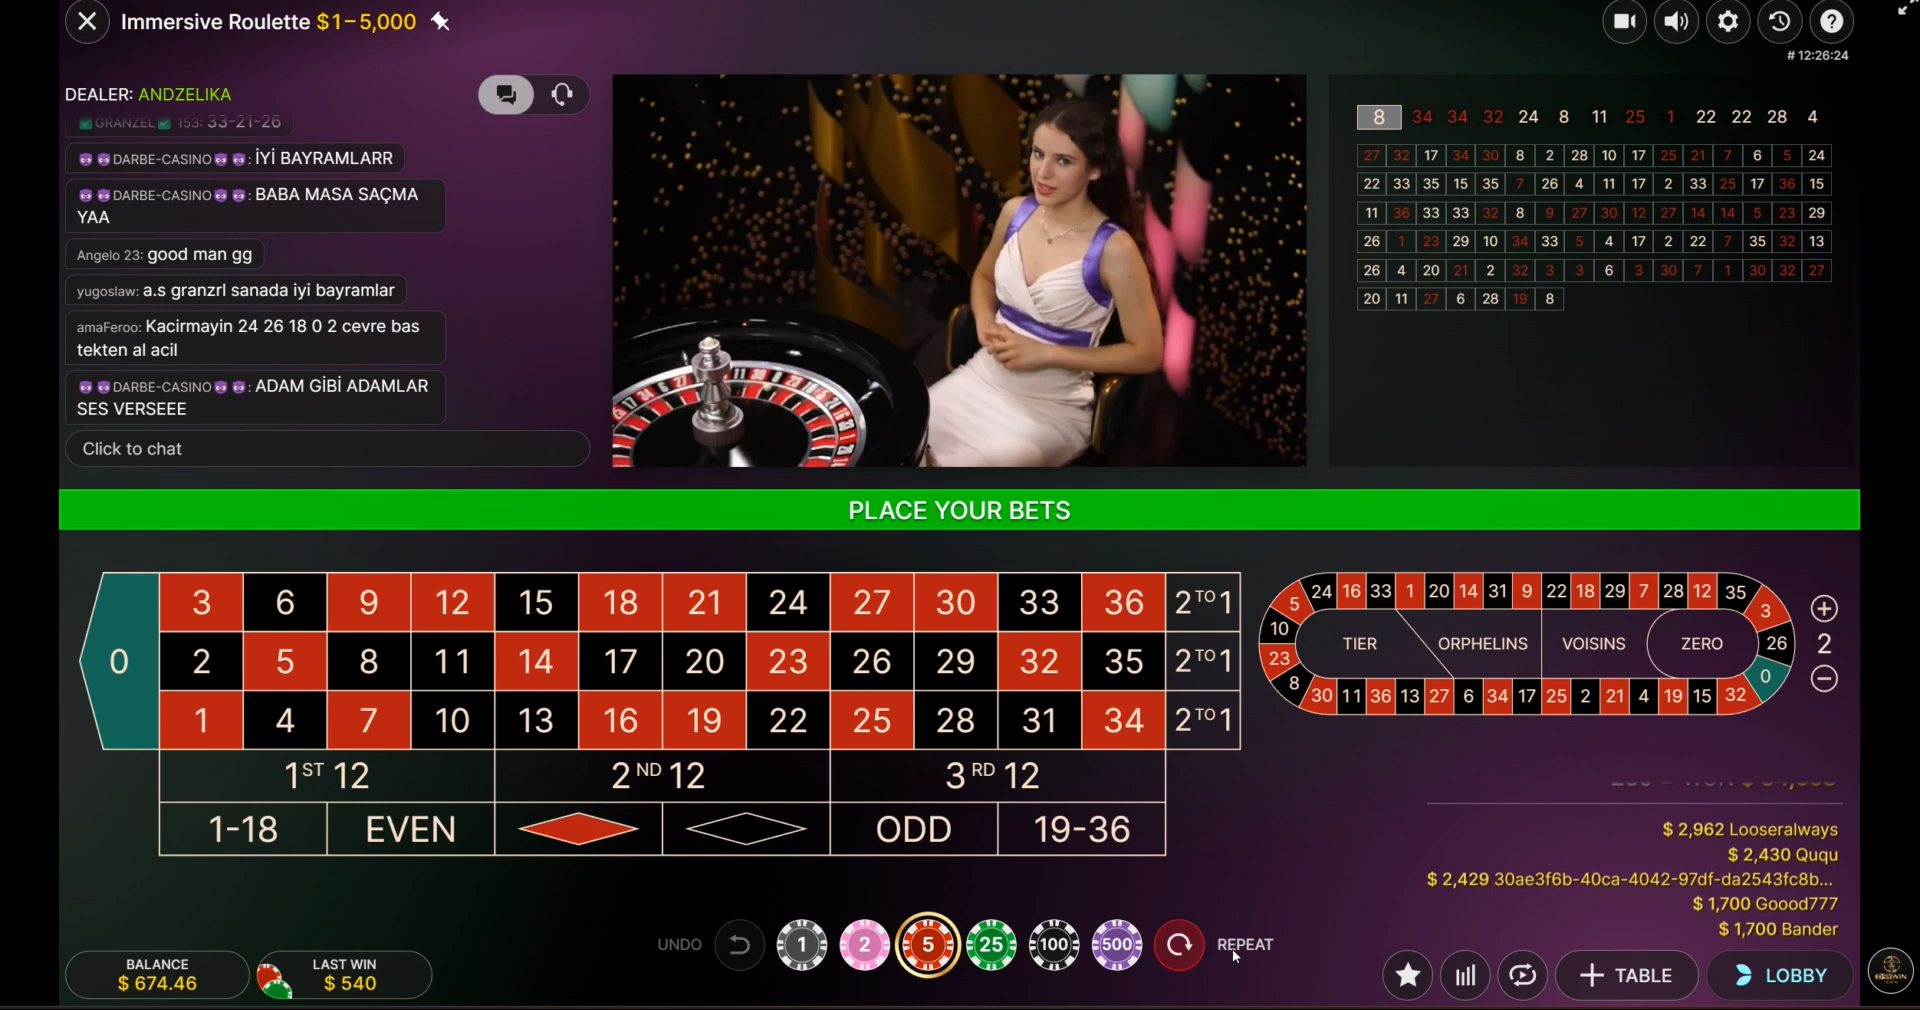 Immersive Roulette $1–5,000
# 12:26:24
DEALER: ANDZELIKA
GRANZEL 153: 33-21-26
DARBE-CASINO: İYİ BAYRAMLARR
DARBE-CASINO: BABA MASA SAÇMA
YAA
Angelo 23: good man gg
yugoslaw: a.s granzrl sanada iyi bayramlar
amaFeroo: Kacirmayin 24 26 18 0 2 cevre bas
tekten al acil
DARBE-CASINO: ADAM GİBİ ADAMLAR
SES VERSEEE
Click to chat
8 34 34 32 24 8 11 25 1 22 22 28 4
27 32 17 34 30 8 2 28 10 17 25 21 7 6 5 24
22 33 35 15 35 7 26 4 11 17 2 33 25 17 36 15
11 36 33 33 32 8 9 27 30 12 27 14 14 5 23 29
26 1 23 29 10 34 33 5 4 17 2 22 7 35 32 13
26 4 20 21 2 32 3 3 6 3 30 7 1 30 32 27
20 11 27 6 28 19 8
PLACE YOUR BETS
3 6 9 12 15 18 21 24 27 30 33 36 2 TO 1
0 2 5 8 11 14 17 20 23 26 29 32 35 2 TO 1
1 4 7 10 13 16 19 22 25 28 31 34 2 TO 1
1ST 12 2ND 12 3RD 12
1-18 EVEN ODD 19-36
5 24 16 33 1 20 14 31 9 22 18 29 7 28 12 35 3
10 TIER ORPHELINS VOISINS ZERO 26
23 0
8 30 11 36 13 27 6 34 17 25 2 21 4 19 15 32
+
2
−
$ 2,962 Looseralways
$ 2,430 Ququ
$ 2,429 30ae3f6b-40ca-4042-97df-da2543fc8b...
$ 1,700 Goood777
$ 1,700 Bander
UNDO 1 2 5 25 100 500 REPEAT
BALANCE
$ 674.46
LAST WIN
$ 540
+ TABLE
LOBBY